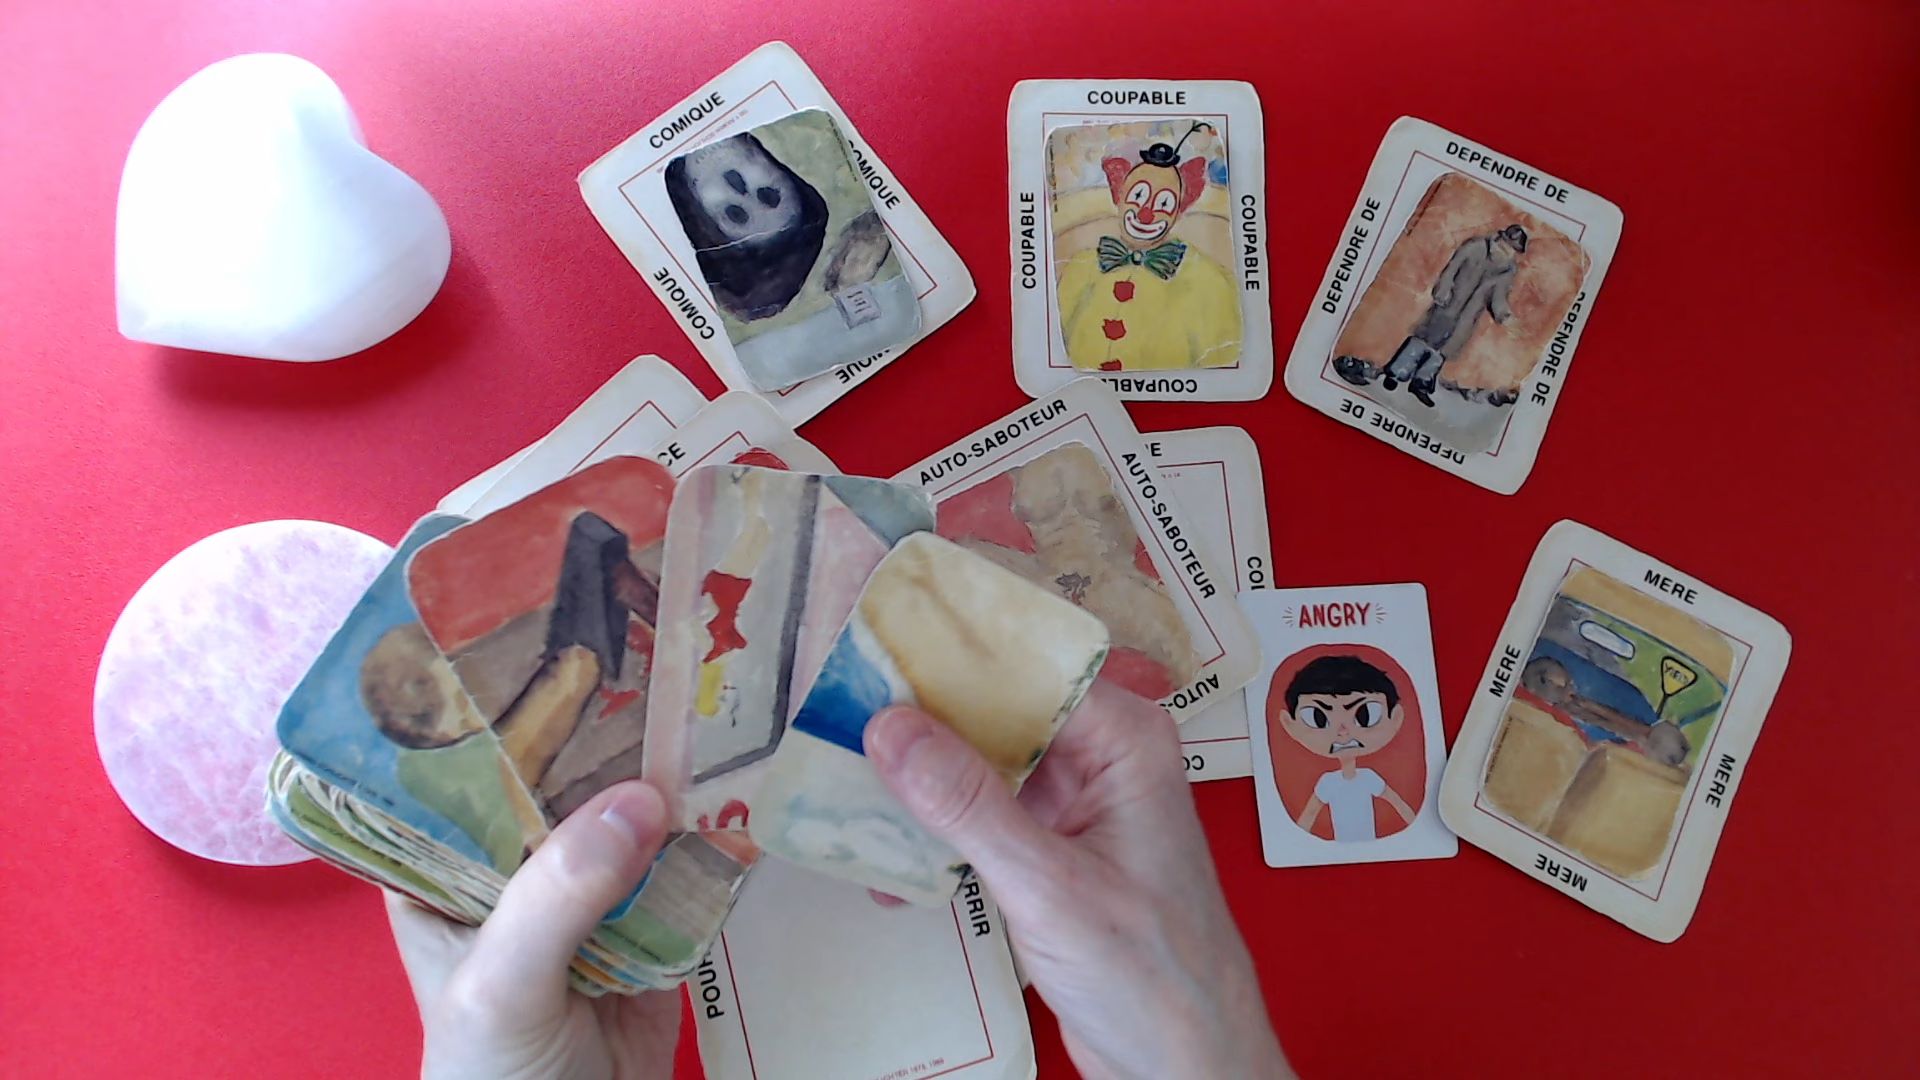 COMIQUE
COMIQUE
COMIQUE
COUPABLE
COUPABLE
COUPABLE
COUPABLE
DEPENDRE DE
DEPENDRE DE
DEPENDRE DE
DEPENDRE DE
AUTO-SABOTEUR
AUTO-SABOTEUR
ANGRY
MERE
MERE
MERE
MERE
YIELD